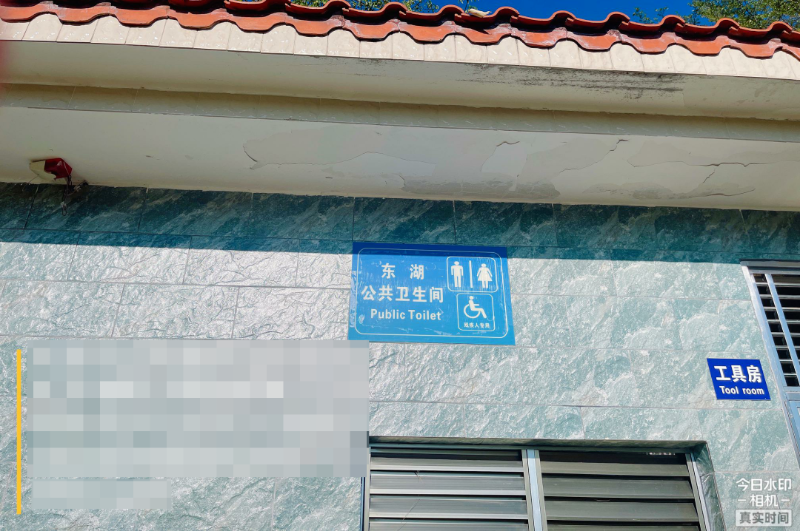 东湖
公共卫生间
Public Toilet
残疾人专用
工具房
Tool room
今日水印
相机
真实时间